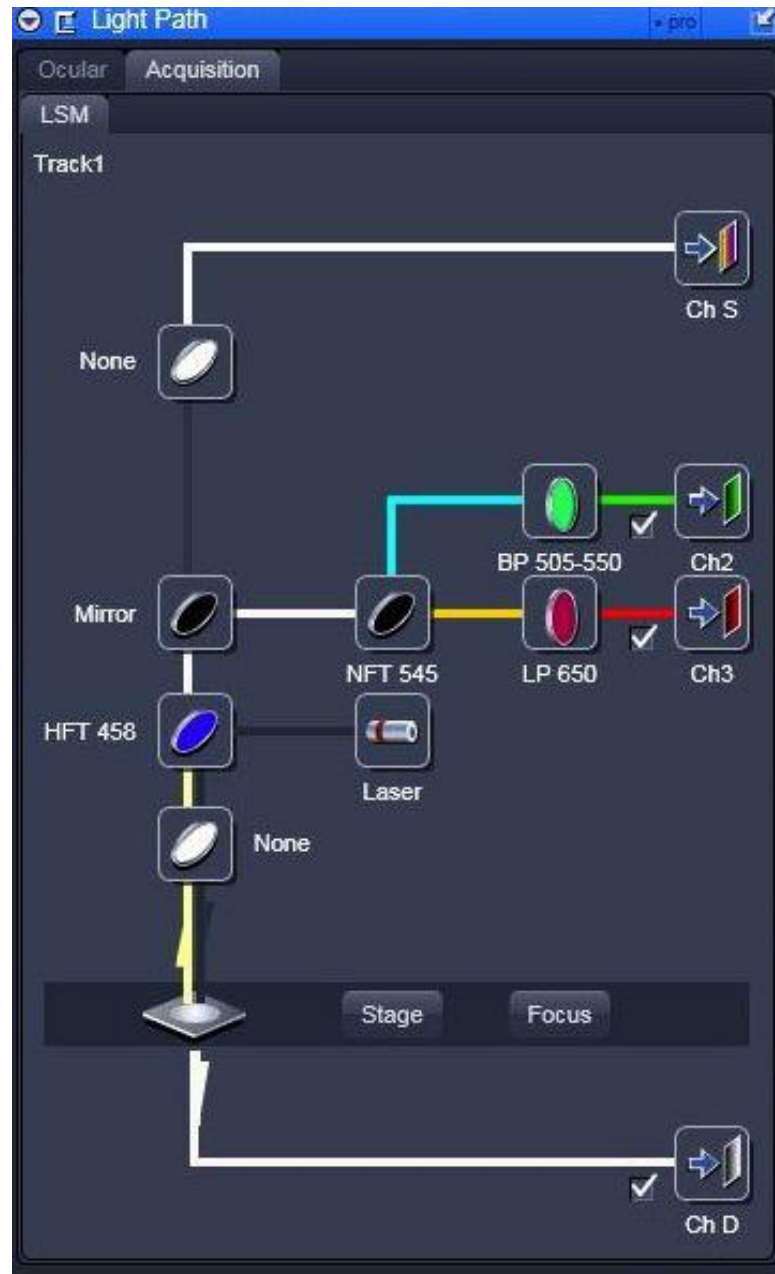 Light Path
pro
Ocular Acquisition
LSM
Track1
Ch S
None
BP 505-550 Ch2
Mirror
NFT 545 LP 650 Ch3
HFT 458
Laser
None
Stage Focus
Ch D